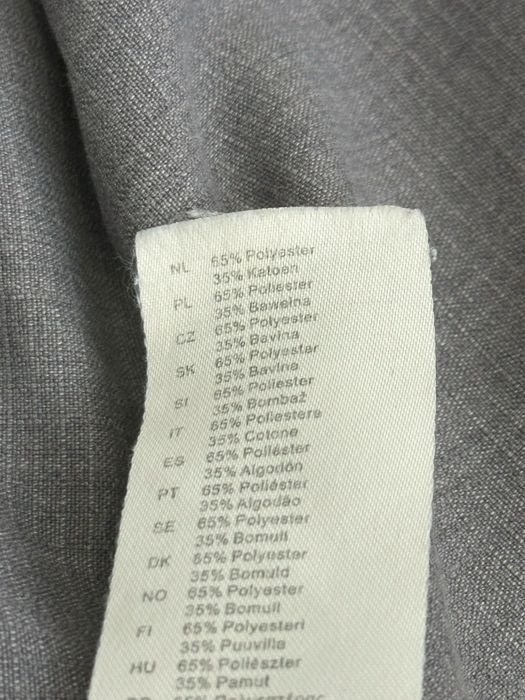 NL 65% Polyester
35% Katoen
PL 65% Poliester
35% Bawełna
CZ 65% Polyester
35% Bavlna
SK 65% Polyestar
35% Bavlna
SI 65% Poliester
35% Bombaž
IT 65% Poliestere
35% Cotone
ES 65% Poliéster
35% Algodón
PT 65% Poliéster
35% Algodão
SE 65% Polyester
35% Bomull
DK 65% Polyester
35% Bomuld
NO 65% Polyester
35% Bomull
FI 65% Polyesteri
35% Puuvilla
HU 65% Poliészter
35% Pamut